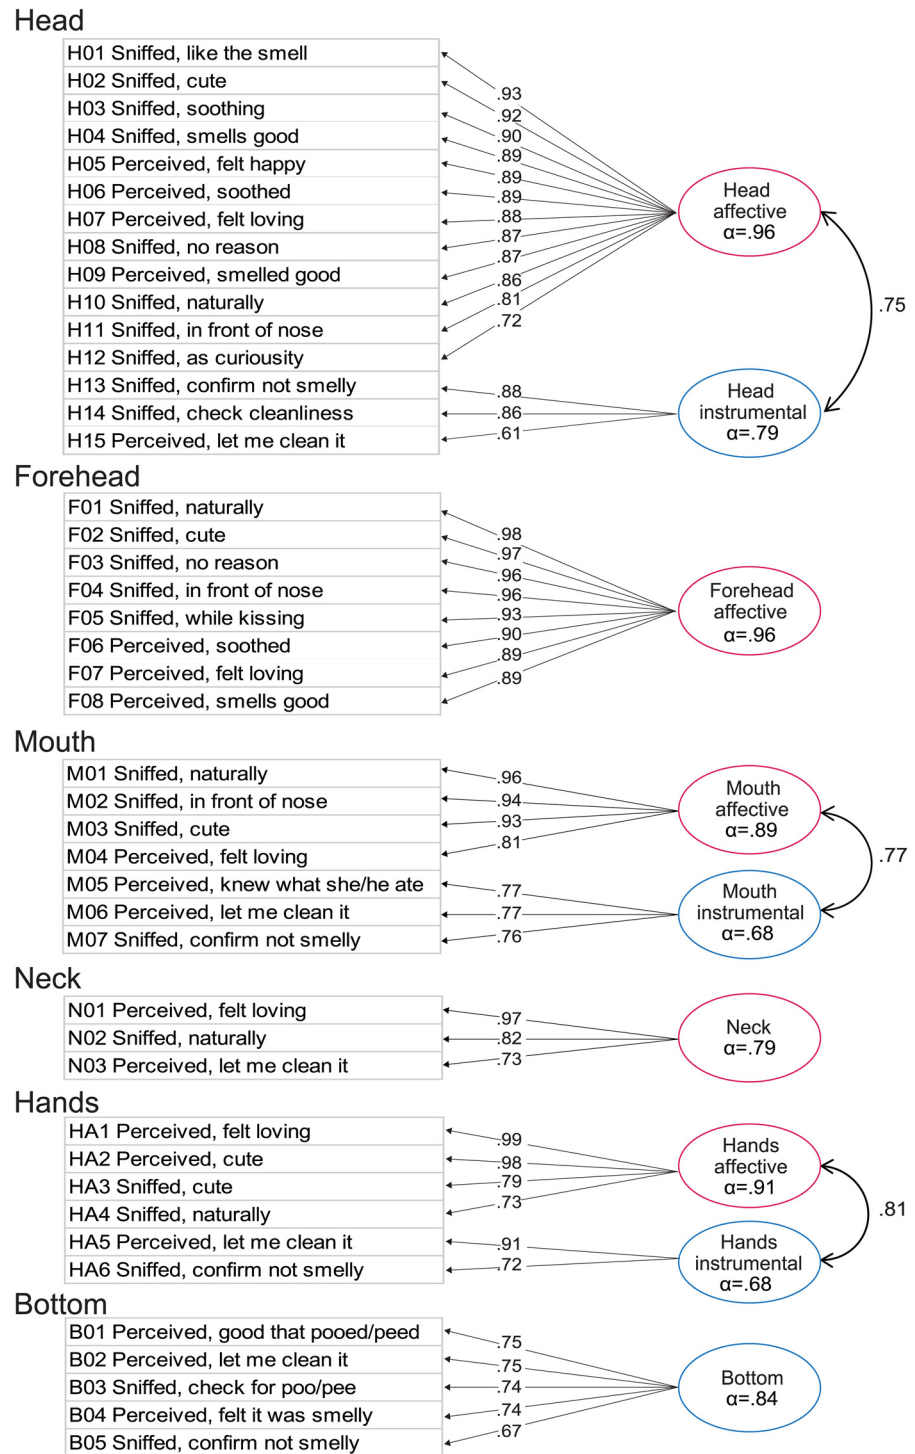 Head
H01 Sniffed, like the smell
H02 Sniffed, cute
H03 Sniffed, soothing
H04 Sniffed, smells good
H05 Perceived, felt happy
H06 Perceived, soothed
H07 Perceived, felt loving
H08 Sniffed, no reason
H09 Perceived, smelled good
H10 Sniffed, naturally
H11 Sniffed, in front of nose
H12 Sniffed, as curiousity
H13 Sniffed, confirm not smelly
H14 Sniffed, check cleanliness
H15 Perceived, let me clean it
.93
.92
.90
.89
.89
.89
.88
.87
.87
.86
.81
.72
.88
.86
.61
Head
affective
α=.96
Head
instrumental
α=.79
.75
Forehead
F01 Sniffed, naturally
F02 Sniffed, cute
F03 Sniffed, no reason
F04 Sniffed, in front of nose
F05 Sniffed, while kissing
F06 Perceived, soothed
F07 Perceived, felt loving
F08 Perceived, smells good
.98
.97
.96
.96
.93
.90
.89
.89
Forehead
affective
α=.96
Mouth
M01 Sniffed, naturally
M02 Sniffed, in front of nose
M03 Sniffed, cute
M04 Perceived, felt loving
M05 Perceived, knew what she/he ate
M06 Perceived, let me clean it
M07 Sniffed, confirm not smelly
.96
.94
.93
.81
.77
.77
.76
Mouth
affective
α=.89
Mouth
instrumental
α=.68
.77
Neck
N01 Perceived, felt loving
N02 Sniffed, naturally
N03 Perceived, let me clean it
.97
.82
.73
Neck
α=.79
Hands
HA1 Perceived, felt loving
HA2 Perceived, cute
HA3 Sniffed, cute
HA4 Sniffed, naturally
HA5 Perceived, let me clean it
HA6 Sniffed, confirm not smelly
.99
.98
.79
.73
.91
.72
Hands
affective
α=.91
Hands
instrumental
α=.68
.81
Bottom
B01 Perceived, good that pooed/peed
B02 Perceived, let me clean it
B03 Sniffed, check for poo/pee
B04 Perceived, felt it was smelly
B05 Sniffed, confirm not smelly
.75
.75
.74
.74
.67
Bottom
α=.84